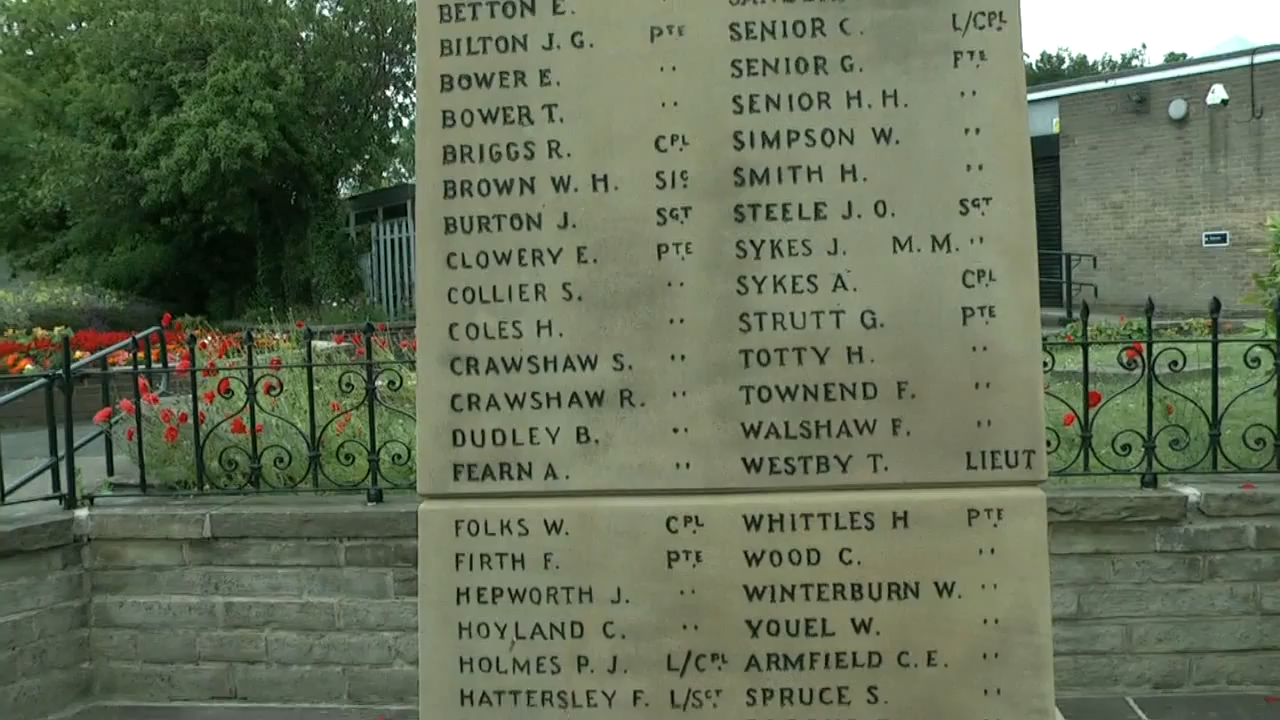 BETTON E.
BILTON J. G. PTE
BOWER E. "
BOWER T. "
BRIGGS R. CPL
BROWN W. H. SIG
BURTON J. SGT
CLOWERY E. PTE
COLLIER S. "
COLES H. "
CRAWSHAW S. "
CRAWSHAW R. "
DUDLEY B. "
FEARN A. "
FOLKS W. CPL
FIRTH F. PTE
HEPWORTH J. "
HOYLAND C. "
HOLMES P. J. L/CPL
HATTERSLEY F. L/SGT
SENIOR C. L/CPL
SENIOR G. PTE
SENIOR H. H. "
SIMPSON W. "
SMITH H. "
STEELE J. O. SGT
SYKES J. M. M. "
SYKES A. CPL
STRUTT G. PTE
TOTTY H. "
TOWNEND F. "
WALSHAW F. "
WESTBY T. LIEUT
WHITTLES H PTE
WOOD C. "
WINTERBURN W. "
YOUEL W. "
ARMFIELD C. E. "
SPRUCE S. "